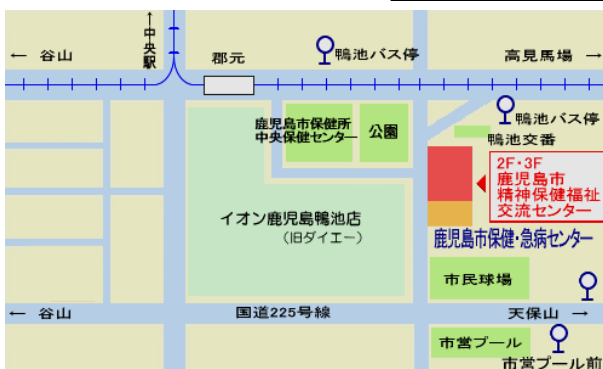 ← 谷山
←中央駅
郡元
鴨池バス停
高見馬場 →
鹿児島市保健所
中央保健センター
公園
鴨池バス停
鴨池交番
2F・3F
鹿児島市
精神保健福祉
交流センター
イオン鹿児島鴨池店
(旧ダイエー)
鹿児島市保健・急病センター
市民球場
← 谷山
国道225号線
天保山 →
市営プール
市営プール前